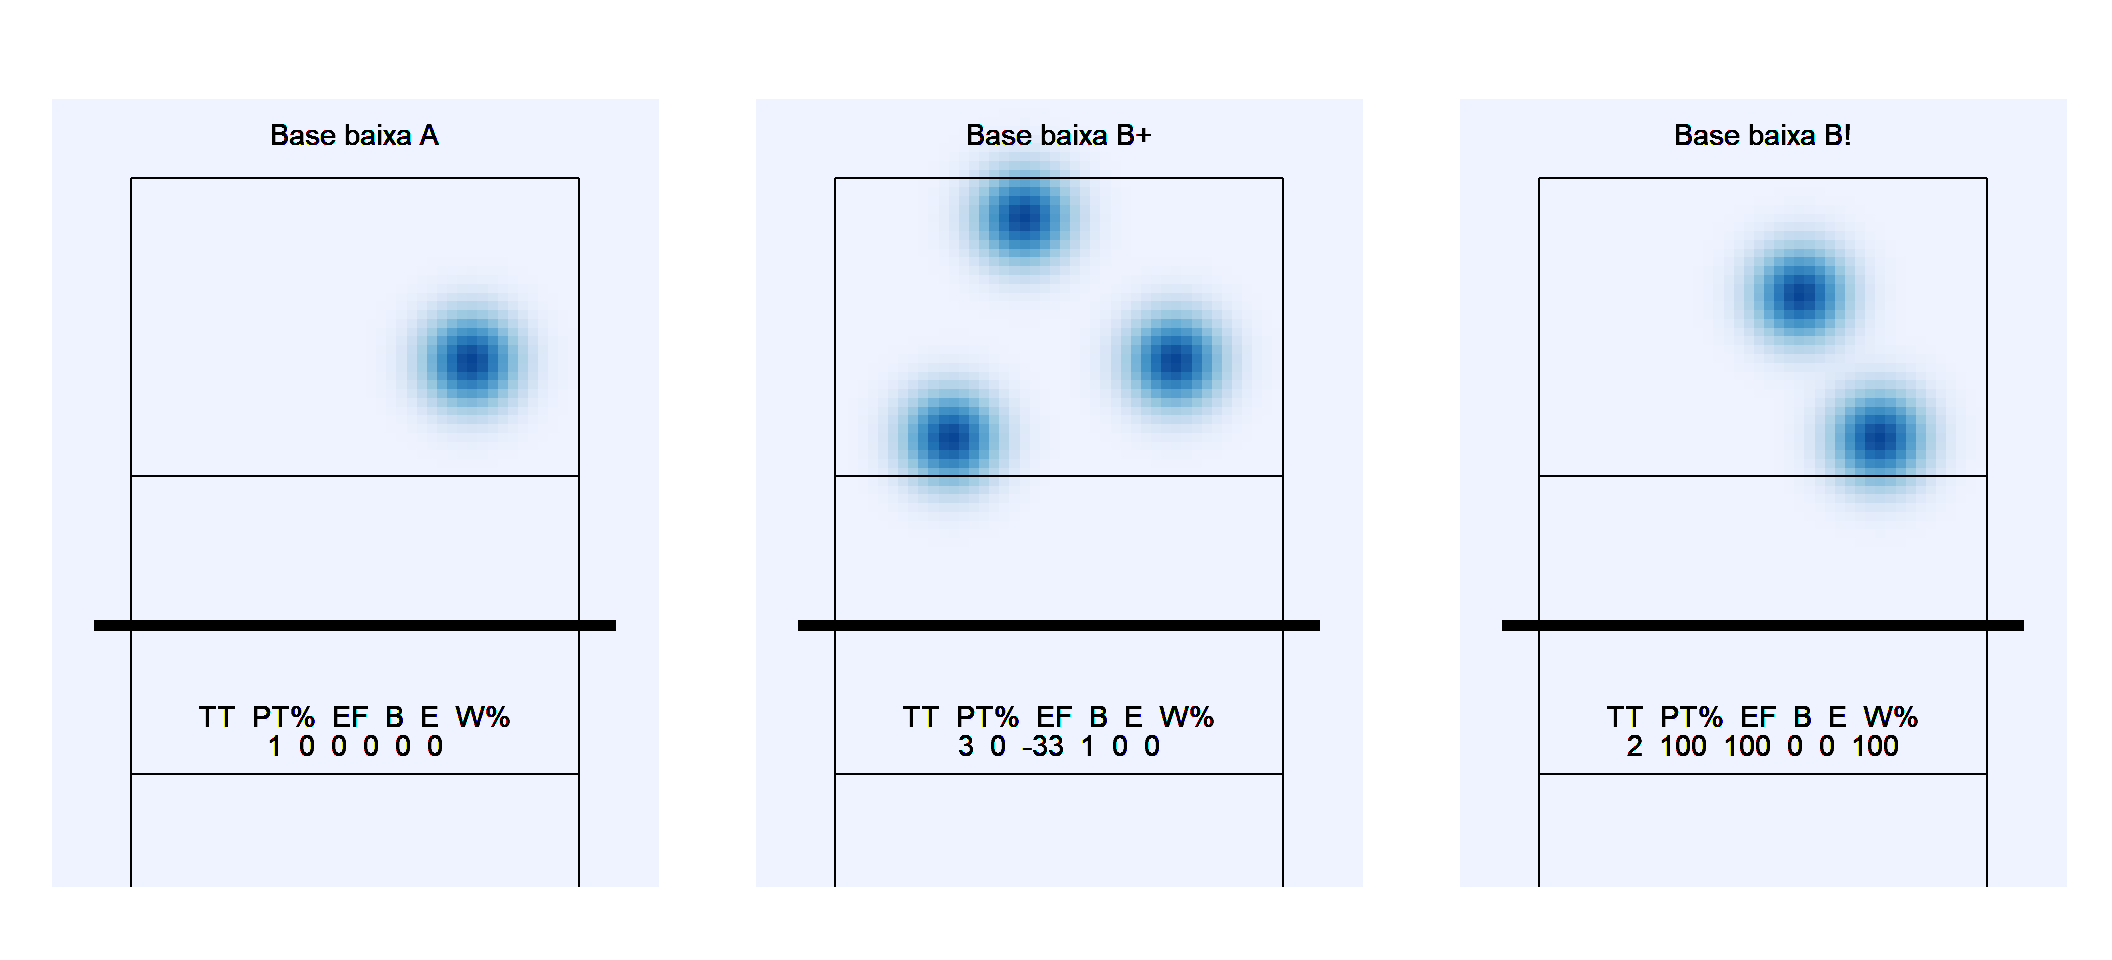 Base baixa A
TT PT% EF B E W%
1 0 0 0 0 0
Base baixa B+
TT PT% EF B E W%
3 0 -33 1 0 0
Base baixa B!
TT PT% EF B E W%
2 100 100 0 0 100